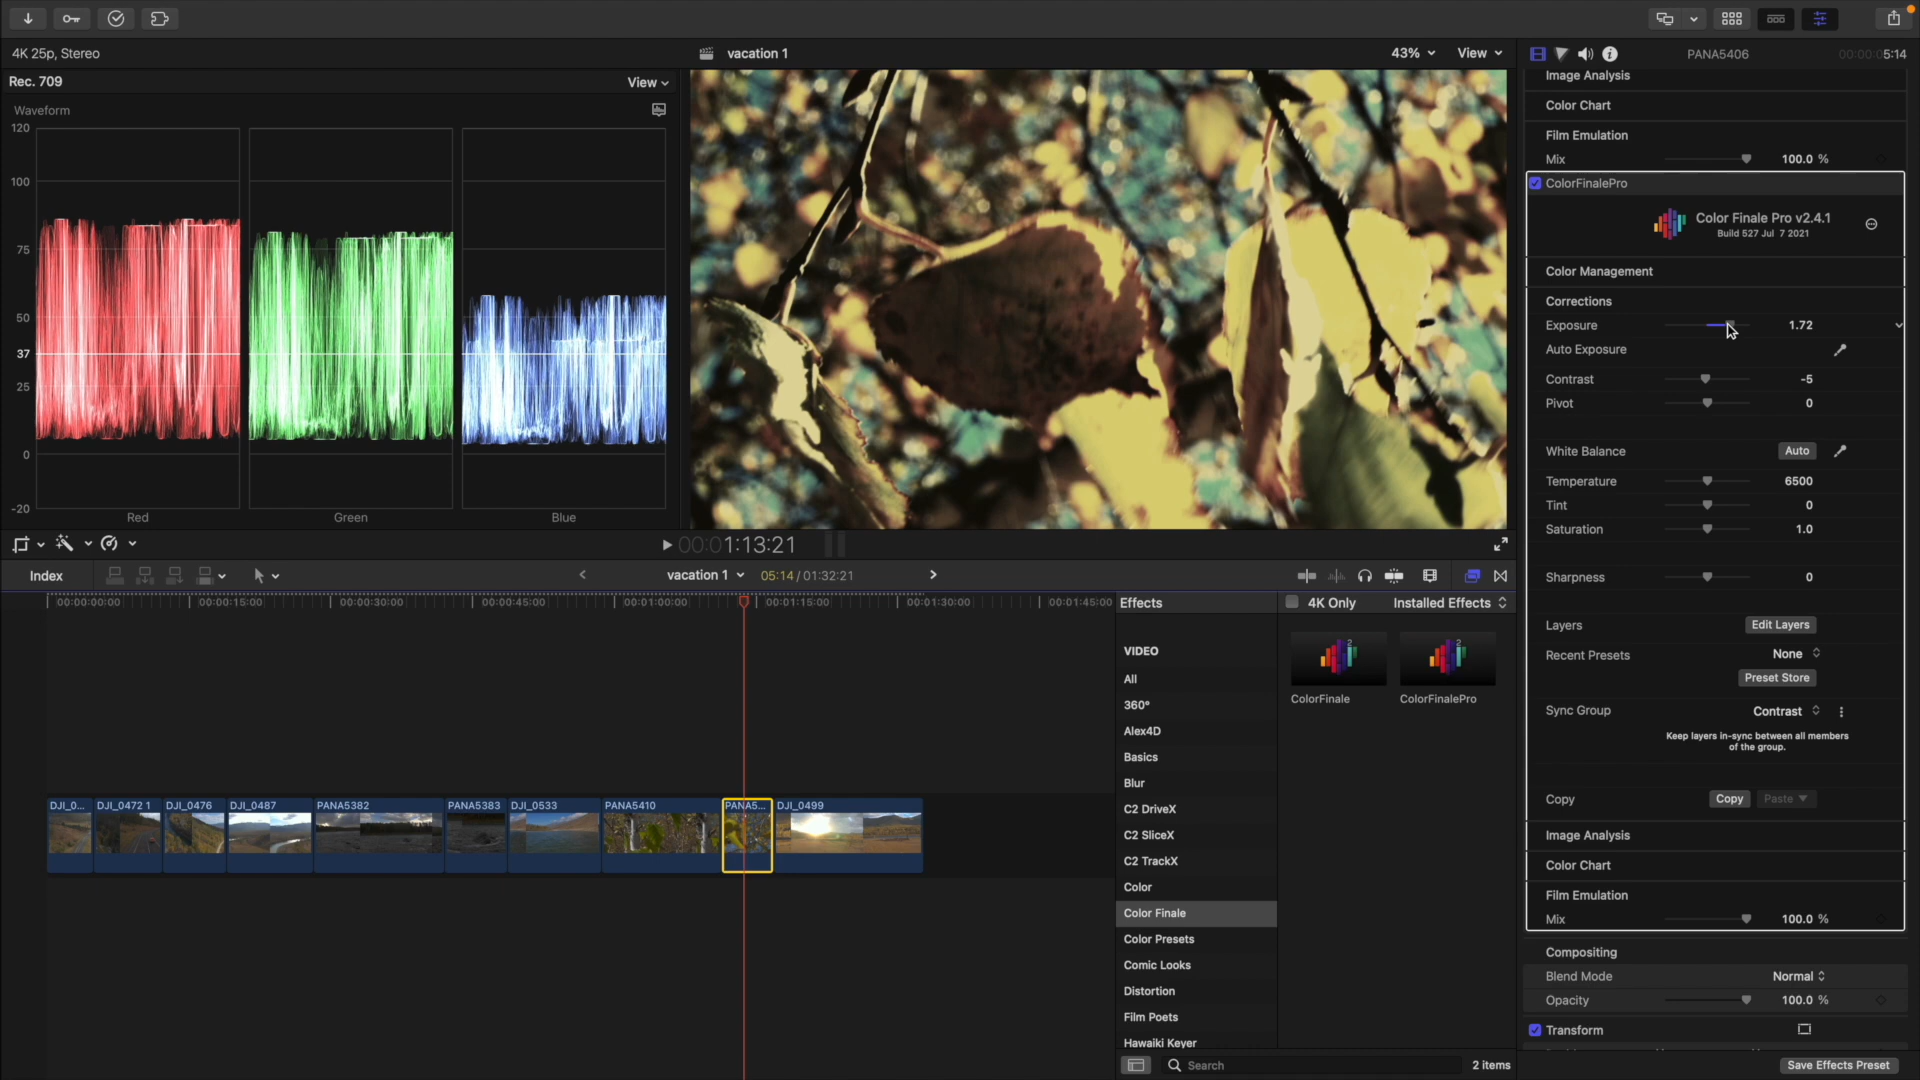 4K 25p, Stereo
vacation 1
43%
View
PANA5406
00:00:05:14
Rec. 709
View
Waveform
120
100
75
50
37
25
0
-20
Red
Green
Blue
Image Analysis
Color Chart
Film Emulation
Mix
100.0 %
ColorFinalePro
Color Finale Pro v2.4.1
Build 527 Jul 7 2021
Color Management
Corrections
Exposure
1.72
Auto Exposure
Contrast
-5
Pivot
0
White Balance
Auto
Temperature
6500
Tint
0
Saturation
1.0
Sharpness
0
Layers
Edit Layers
Recent Presets
None
Preset Store
Sync Group
Contrast
Keep layers in-sync between all members
of the group.
Copy
Copy
Paste
Image Analysis
Color Chart
Film Emulation
Mix
100.0 %
Compositing
Blend Mode
Normal
Opacity
100.0 %
Transform
Save Effects Preset
00:01:13:21
Index
vacation 1
05:14 / 01:32:21
00:00:00:00
00:00:15:00
00:00:30:00
00:00:45:00
00:01:00:00
00:01:15:00
00:01:30:00
00:01:45:00
DJI_0...
DJI_0472 1
DJI_0476
DJI_0487
PANA5382
PANA5383
DJI_0533
PANA5410
PANA5...
DJI_0499
Effects
4K Only
Installed Effects
VIDEO
All
360°
Alex4D
Basics
Blur
C2 DriveX
C2 SliceX
C2 TrackX
Color
Color Finale
Color Presets
Comic Looks
Distortion
Film Poets
Hawaiki Keyer
2
2
ColorFinale
ColorFinalePro
Search
2 items